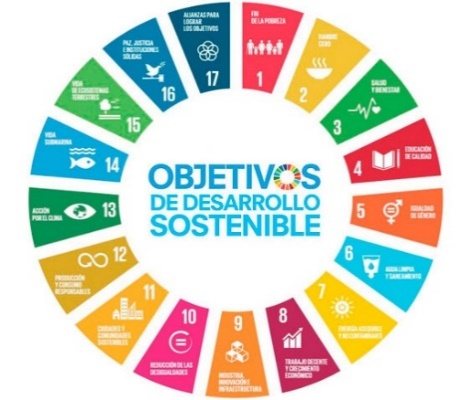 OBJETIVOS
DE DESARROLLO
SOSTENIBLE
1
FIN
DE LA POBREZA
2
HAMBRE
CERO
3
SALUD
Y BIENESTAR
4
EDUCACIÓN
DE CALIDAD
5
IGUALDAD
DE GÉNERO
6
AGUA LIMPIA
Y SANEAMIENTO
7
ENERGÍA ASEQUIBLE
Y NO CONTAMINANTE
8
TRABAJO DECENTE
Y CRECIMIENTO
ECONÓMICO
9
INDUSTRIA,
INNOVACIÓN E
INFRAESTRUCTURA
10
REDUCCIÓN DE LAS
DESIGUALDADES
11
CIUDADES Y
COMUNIDADES
SOSTENIBLES
12
PRODUCCIÓN
Y CONSUMO
RESPONSABLES
13
ACCIÓN
POR EL CLIMA
14
VIDA
SUBMARINA
15
VIDA
DE ECOSISTEMAS
TERRESTRES
16
PAZ, JUSTICIA
E INSTITUCIONES
SÓLIDAS
17
ALIANZAS PARA
LOGRAR
LOS OBJETIVOS